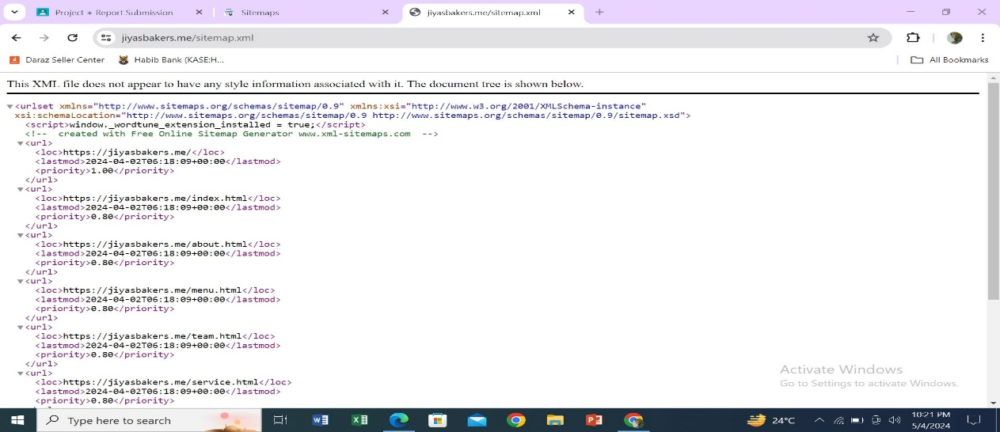 Project + Report Submission
Sitemaps
jiyasbakers.me/sitemap.xml
jiyasbakers.me/sitemap.xml
Daraz Seller Center
Habib Bank (KASE:H...
All Bookmarks
This XML file does not appear to have any style information associated with it. The document tree is shown below.
<urlset xmlns="http://www.sitemaps.org/schemas/sitemap/0.9" xmlns:xsi="http://www.w3.org/2001/XMLSchema-instance"
xsi:schemaLocation="http://www.sitemaps.org/schemas/sitemap/0.9 http://www.sitemaps.org/schemas/sitemap/0.9/sitemap.xsd">
<script>window._wordtune_extension_installed = true;</script>
<!-- created with Free Online Sitemap Generator www.xml-sitemaps.com -->
<url>
<loc>https://jiyasbakers.me/</loc>
<lastmod>2024-04-02T06:18:09+00:00</lastmod>
<priority>1.00</priority>
</url>
<url>
<loc>https://jiyasbakers.me/index.html</loc>
<lastmod>2024-04-02T06:18:09+00:00</lastmod>
<priority>0.80</priority>
</url>
<url>
<loc>https://jiyasbakers.me/about.html</loc>
<lastmod>2024-04-02T06:18:09+00:00</lastmod>
<priority>0.80</priority>
</url>
<url>
<loc>https://jiyasbakers.me/menu.html</loc>
<lastmod>2024-04-02T06:18:09+00:00</lastmod>
<priority>0.80</priority>
</url>
<url>
<loc>https://jiyasbakers.me/team.html</loc>
<lastmod>2024-04-02T06:18:09+00:00</lastmod>
<priority>0.80</priority>
</url>
<url>
<loc>https://jiyasbakers.me/service.html</loc>
<lastmod>2024-04-02T06:18:09+00:00</lastmod>
<priority>0.80</priority>
Activate Windows
Go to Settings to activate Windows.
Type here to search
24°C
10:21 PM
5/4/2024